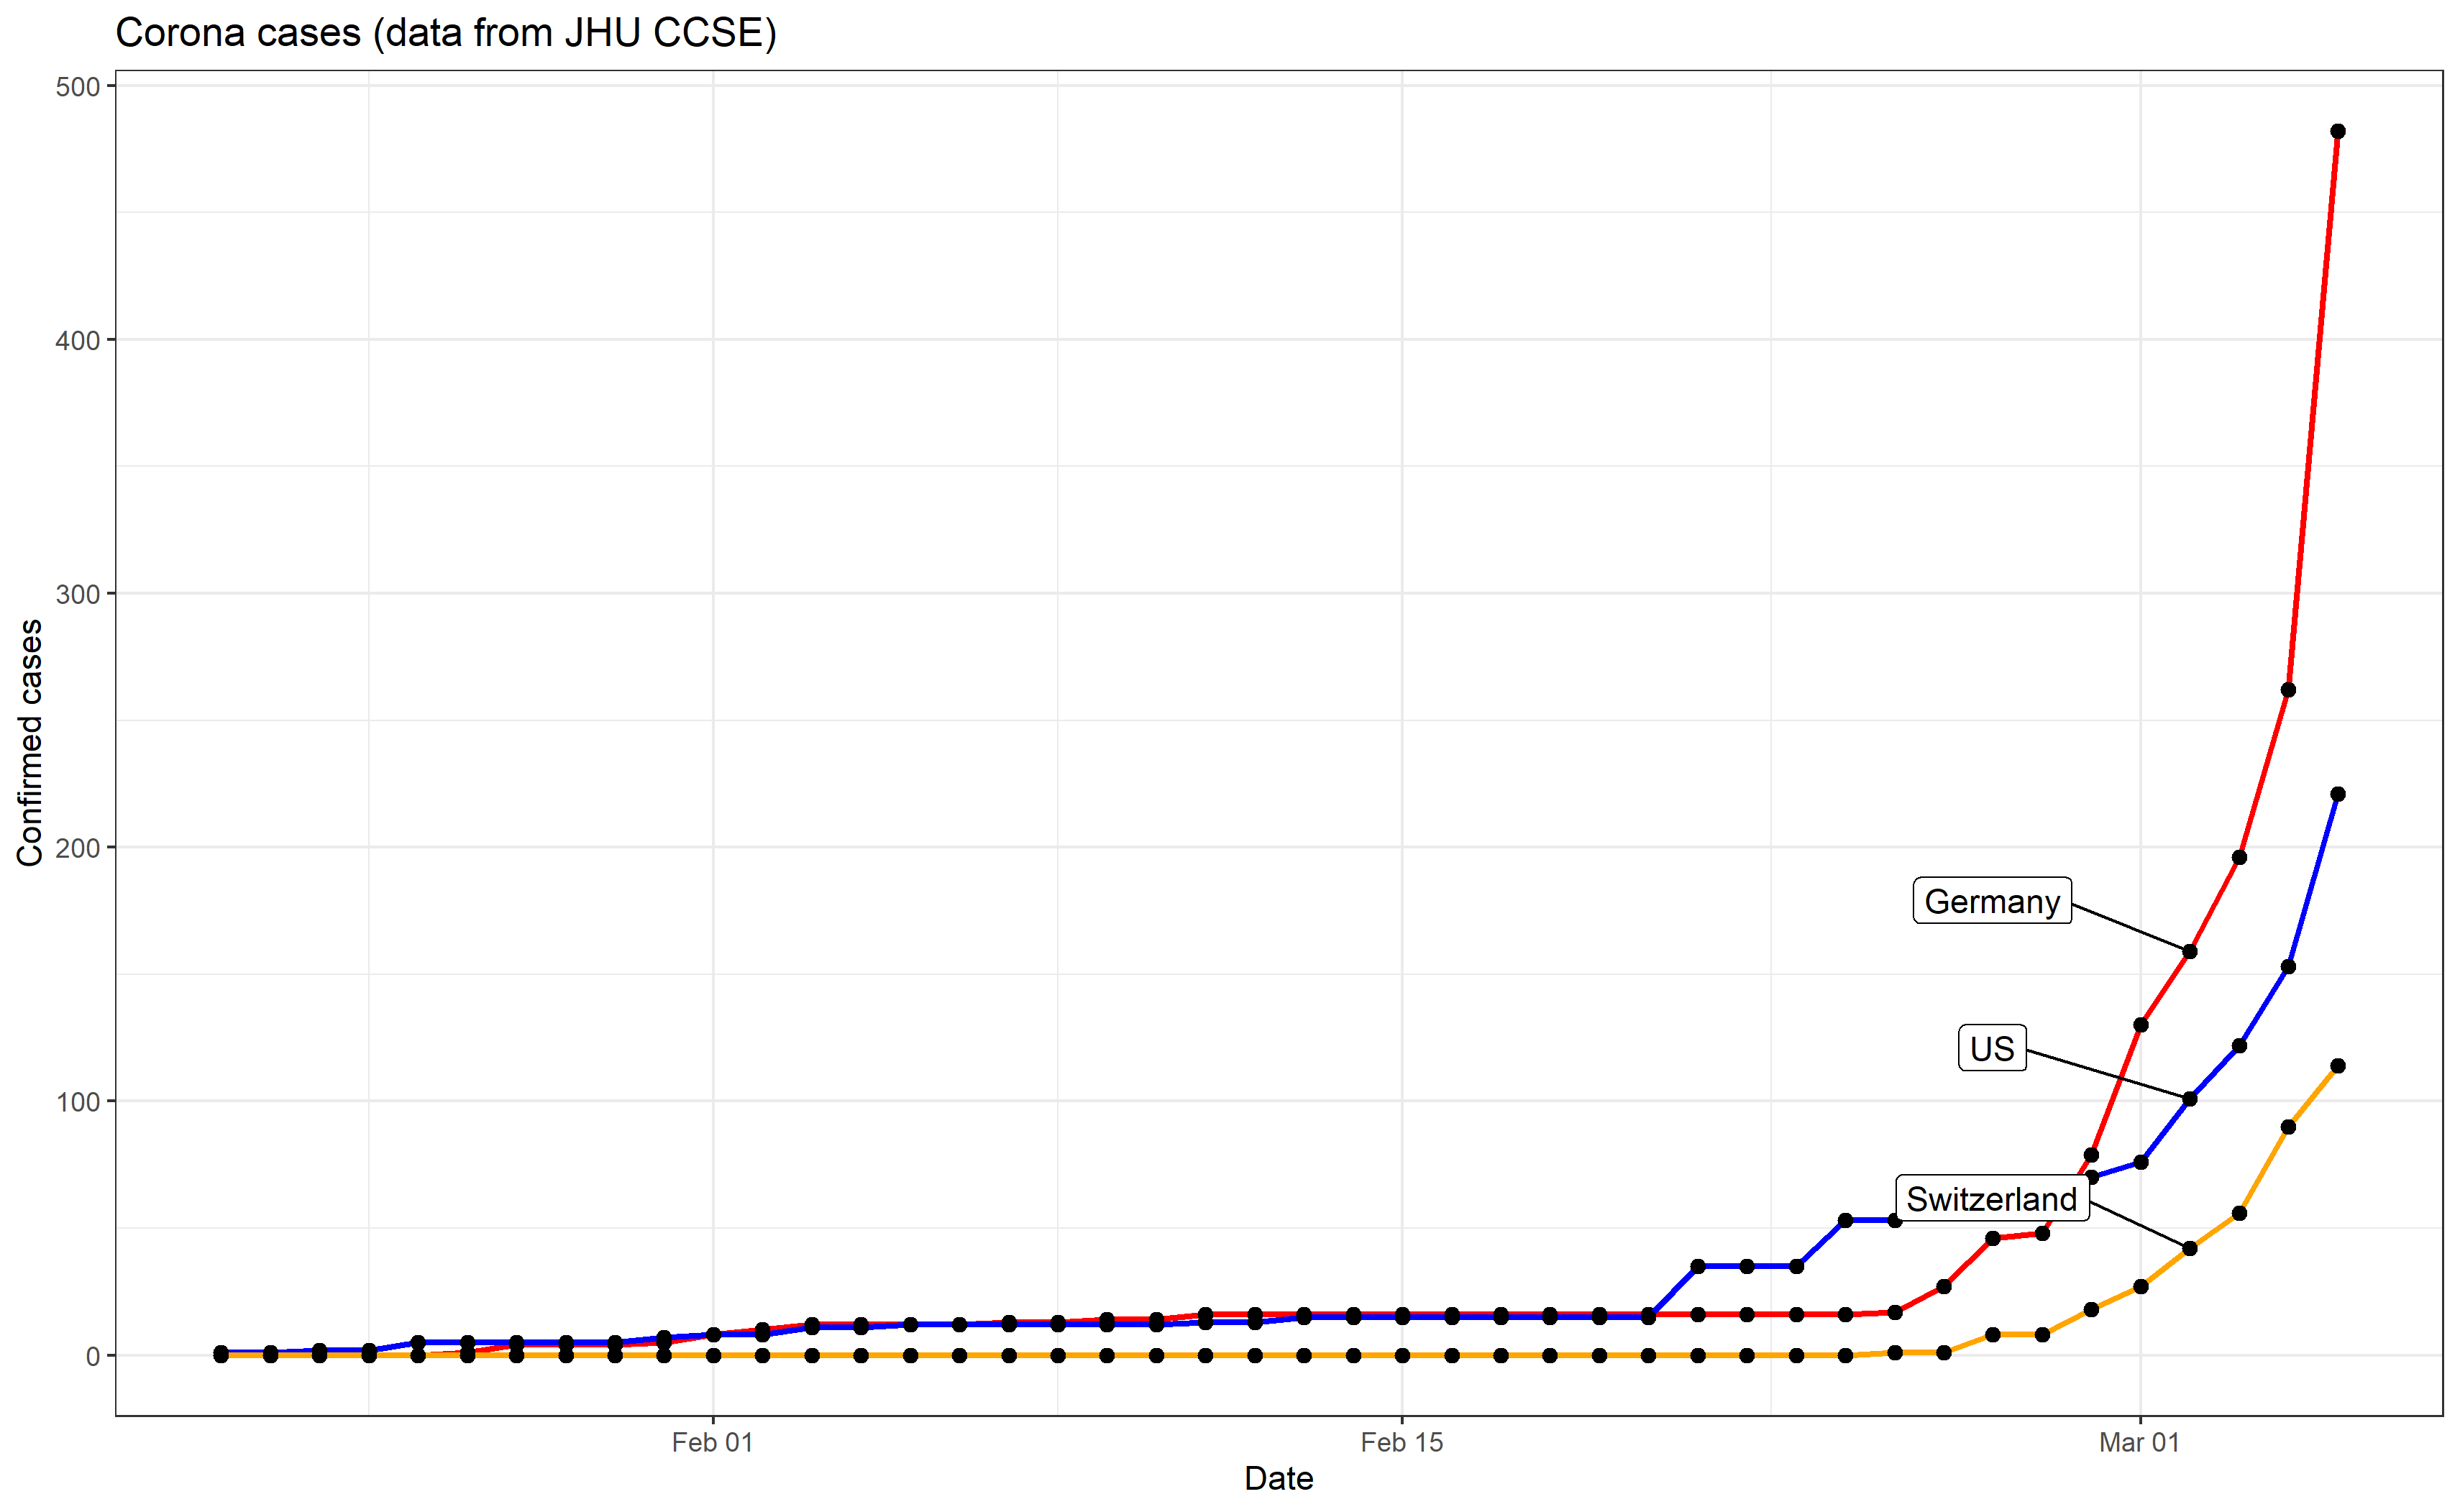 Corona cases (data from JHU CCSE)
500
400
300
200
100
0
Confirmed cases
Germany
US
Switzerland
Feb 01
Feb 15
Mar 01
Date